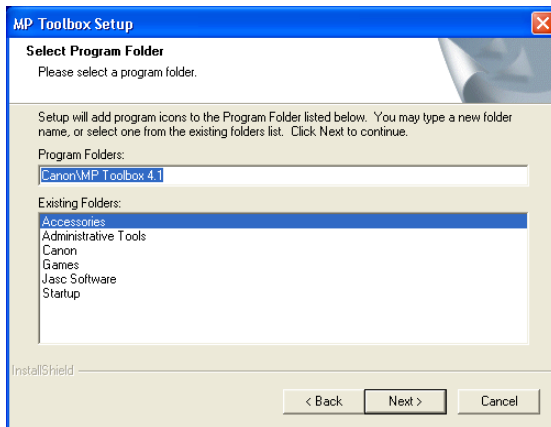 MP Toolbox Setup
Select Program Folder
Please select a program folder.
Setup will add program icons to the Program Folder listed below.  You may type a new folder
name, or select one from the existing folders list.  Click Next to continue.
Program Folders:
Canon\MP Toolbox 4.1
Existing Folders:
Accessories
Administrative Tools
Canon
Games
Jasc Software
Startup
InstallShield
< Back  Next >  Cancel